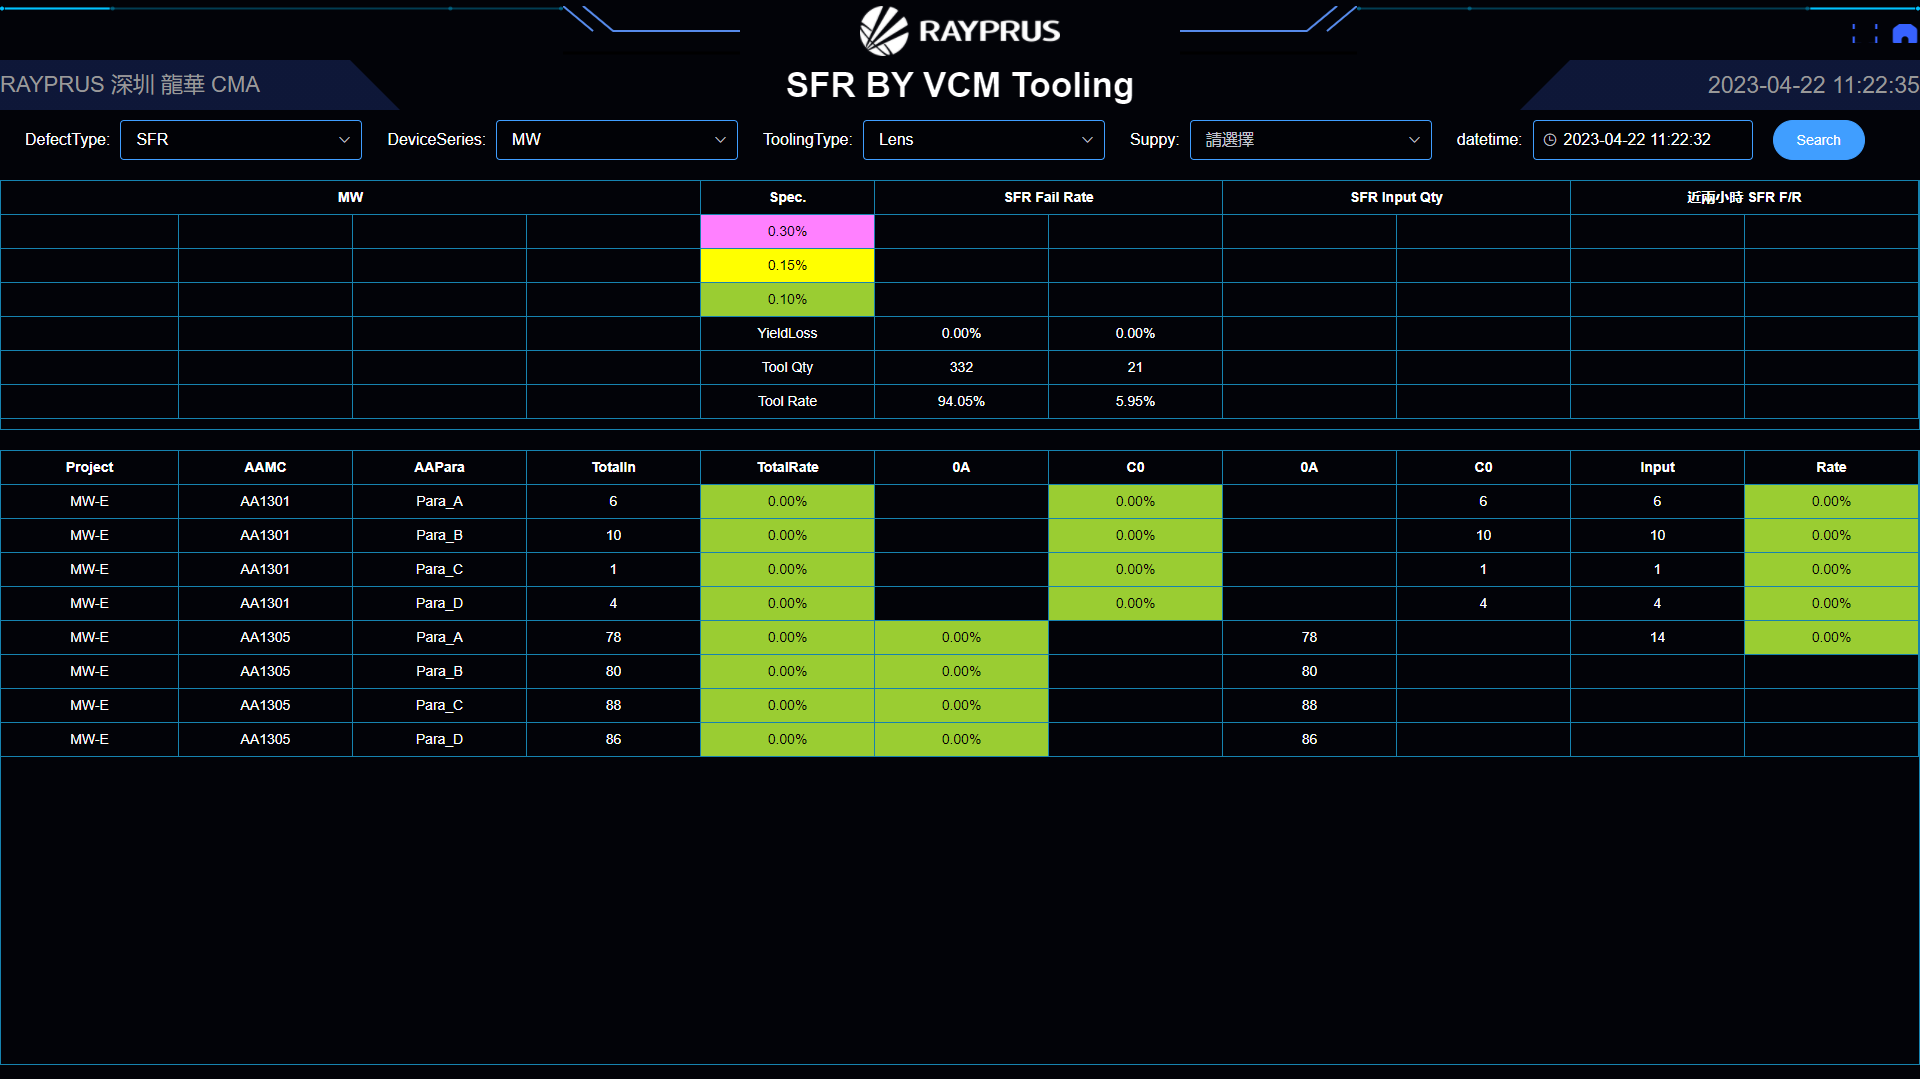 RAYPRUS
RAYPRUS 深圳 龍華 CMA
SFR BY VCM Tooling
2023-04-22 11:22:35
DefectType: SFR DeviceSeries: MW ToolingType: Lens Suppy: 請選擇 datetime: 2023-04-22 11:22:32 Search
MW Spec. SFR Fail Rate SFR Input Qty 近兩小時 SFR F/R
0.30%
0.15%
0.10%
YieldLoss 0.00% 0.00%
Tool Qty 332 21
Tool Rate 94.05% 5.95%
Project AAMC AAPara TotalIn TotalRate 0A C0 0A C0 Input Rate
MW-E AA1301 Para_A 6 0.00% 0.00% 6 6 0.00%
MW-E AA1301 Para_B 10 0.00% 0.00% 10 10 0.00%
MW-E AA1301 Para_C 1 0.00% 0.00% 1 1 0.00%
MW-E AA1301 Para_D 4 0.00% 0.00% 4 4 0.00%
MW-E AA1305 Para_A 78 0.00% 0.00% 78 14 0.00%
MW-E AA1305 Para_B 80 0.00% 0.00% 80
MW-E AA1305 Para_C 88 0.00% 0.00% 88
MW-E AA1305 Para_D 86 0.00% 0.00% 86